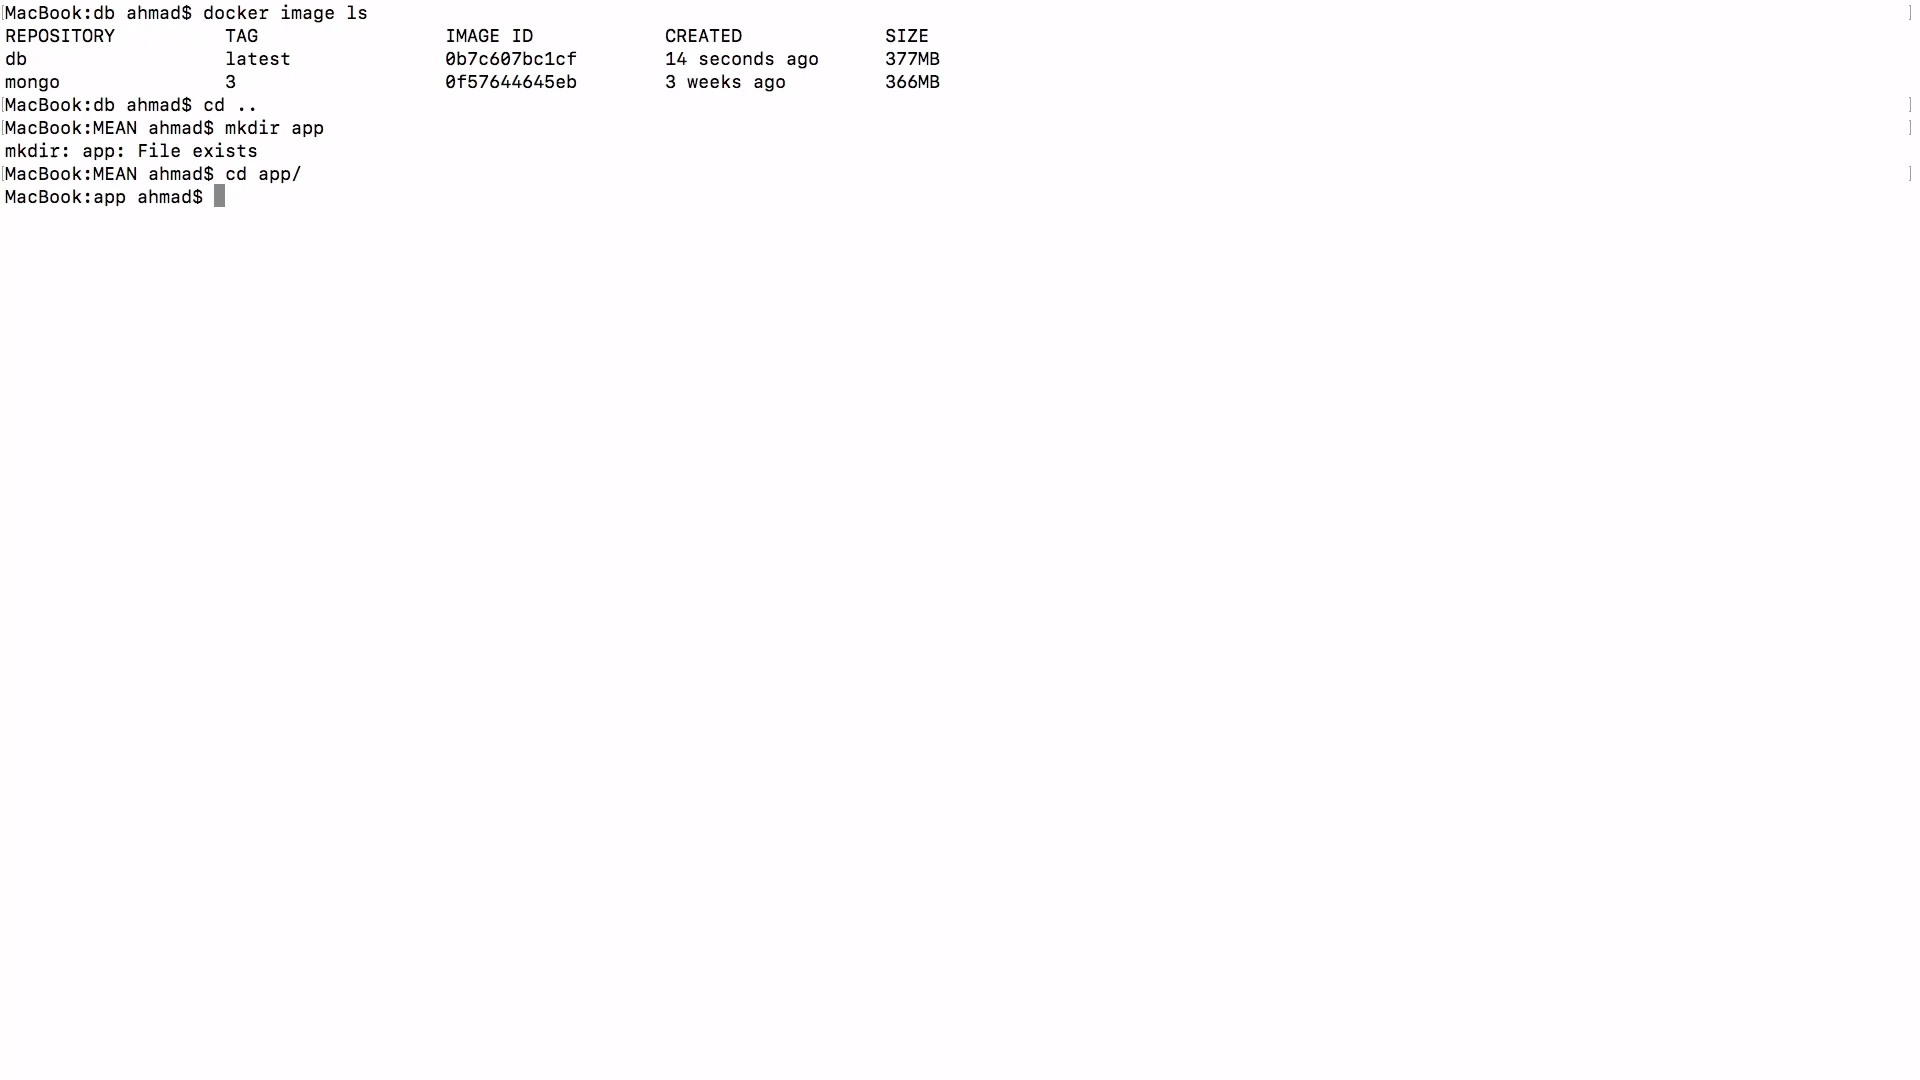 [MacBook:db ahmad$ docker image ls ]
REPOSITORY TAG IMAGE ID CREATED SIZE
db latest 0b7c607bc1cf 14 seconds ago 377MB
mongo 3 0f57644645eb 3 weeks ago 366MB
[MacBook:db ahmad$ cd .. ]
[MacBook:MEAN ahmad$ mkdir app ]
mkdir: app: File exists
[MacBook:MEAN ahmad$ cd app/ ]
MacBook:app ahmad$